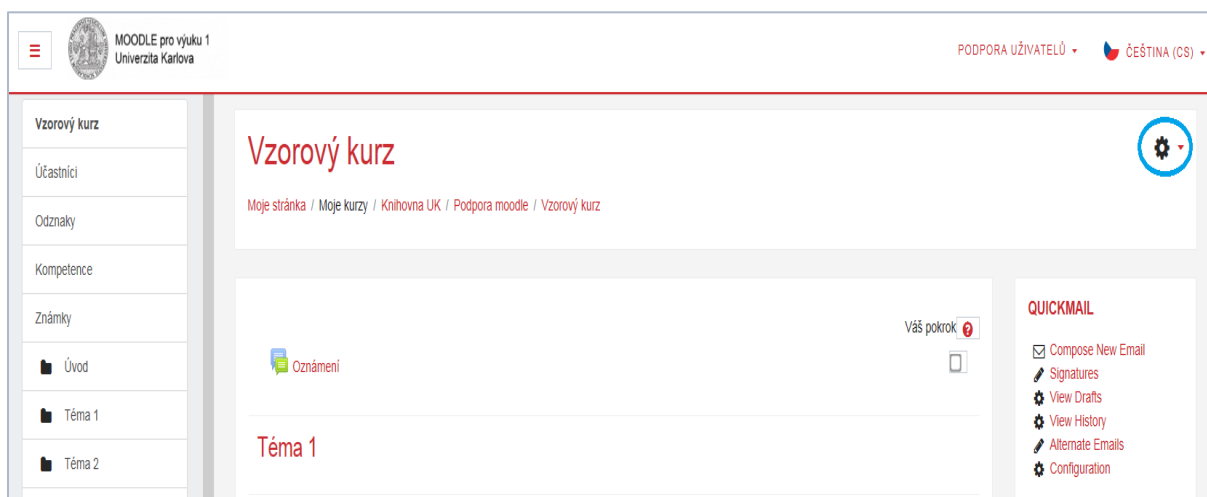 MOODLE pro výuku 1
Univerzita Karlova
PODPORA UŽIVATELŮ
ČEŠTINA (CS)
Vzorový kurz
Účastníci
Odznaky
Kompetence
Známky
Úvod
Téma 1
Téma 2
Vzorový kurz
Moje stránka / Moje kurzy / Knihovna UK / Podpora moodle / Vzorový kurz
Váš pokrok
Oznámení
Téma 1
QUICKMAIL
Compose New Email
Signatures
View Drafts
View History
Alternate Emails
Configuration